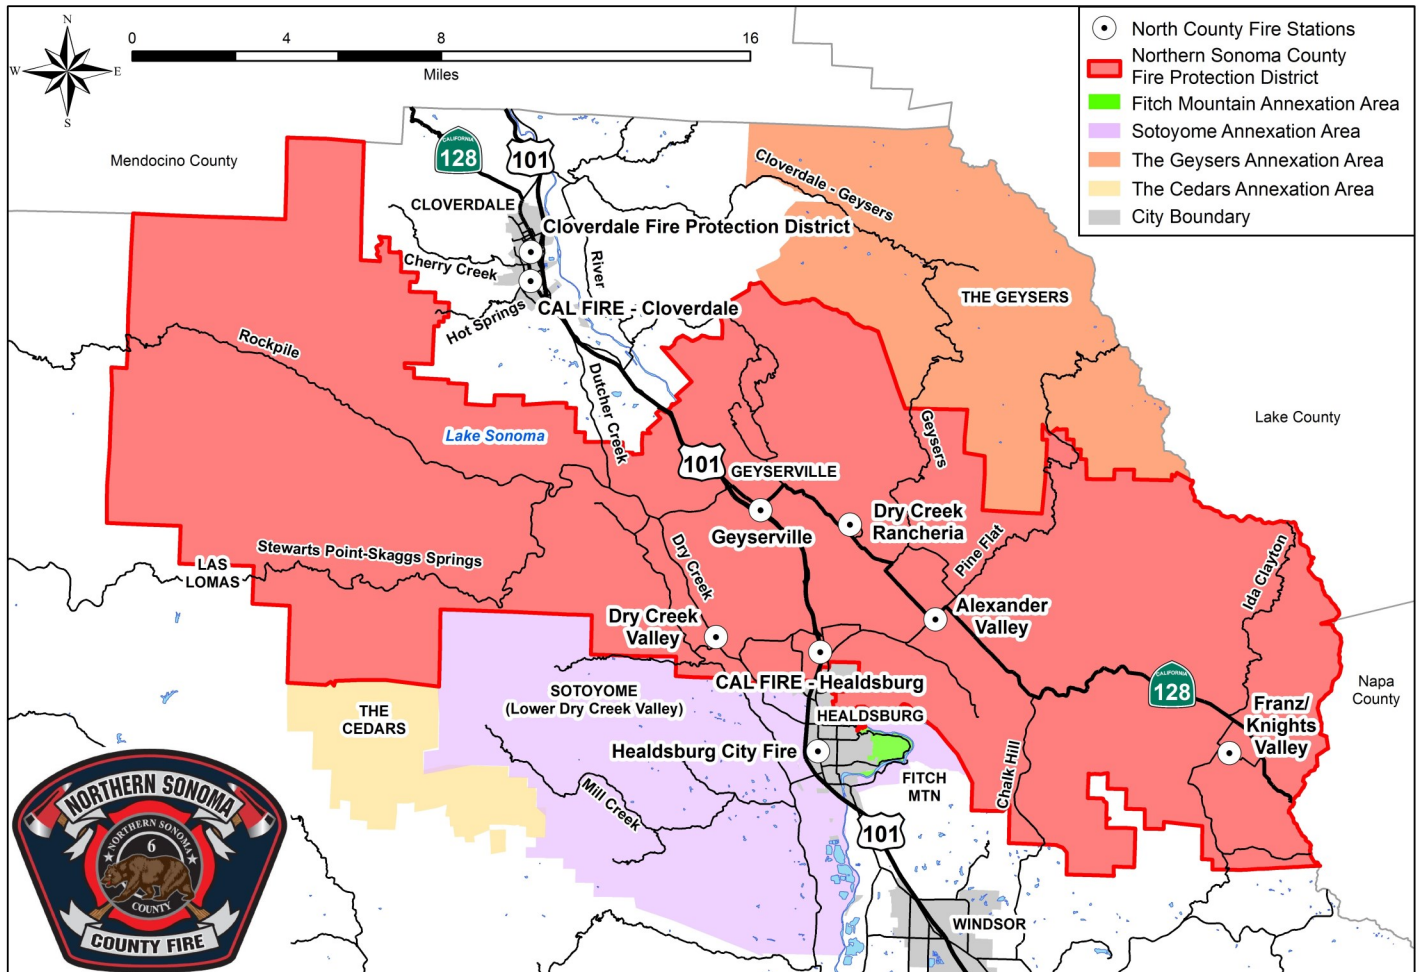 N
W
E
S
0
4
8
16
Miles
North County Fire Stations
Northern Sonoma County
Fire Protection District
Fitch Mountain Annexation Area
Sotoyome Annexation Area
The Geysers Annexation Area
The Cedars Annexation Area
City Boundary
Mendocino County
CALIFORNIA
128
101
CLOVERDALE
Cloverdale Fire Protection District
Cloverdale - Geysers
Cherry Creek
River
CAL FIRE - Cloverdale
Hot Springs
THE GEYSERS
Rockpile
Dutcher Creek
Lake Sonoma
Lake County
Geysers
101
GEYSERVILLE
Geyserville
Dry Creek
Rancheria
Pine Flat
Stewarts Point-Skaggs Springs
LAS
LOMAS
Dry Creek
Ida Clayton
Dry Creek
Valley
Alexander
Valley
CAL FIRE - Healdsburg
CALIFORNIA
128
Napa
County
SOTOYOME
(Lower Dry Creek Valley)
THE
CEDARS
HEALDSBURG
Franz/
Knights
Valley
Healdsburg City Fire
FITCH
MTN
Chalk Hill
Mill Creek
101
WINDSOR
NORTHERN SONOMA
NORTHERN SONOMA
6
COUNTY
COUNTY FIRE